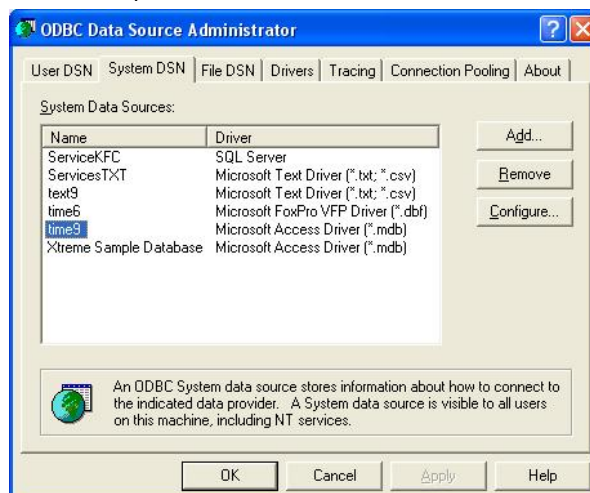 ODBC Data Source Administrator
User DSN System DSN File DSN Drivers Tracing Connection Pooling About
System Data Sources:
Name Driver
ServiceKFC SQL Server
ServicesTXT Microsoft Text Driver (*.txt; *.csv)
text9 Microsoft Text Driver (*.txt; *.csv)
time6 Microsoft FoxPro VFP Driver (*.dbf)
time9 Microsoft Access Driver (*.mdb)
Xtreme Sample Database Microsoft Access Driver (*.mdb)
Add...
Remove
Configure...
An ODBC System data source stores information about how to connect to
the indicated data provider. A System data source is visible to all users
on this machine, including NT services.
OK Cancel Apply Help